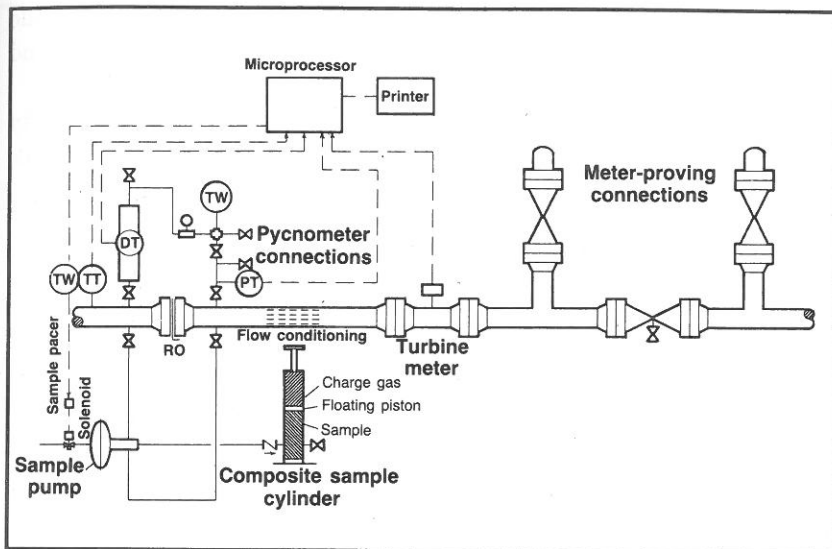 Microprocessor
Printer
Meter-proving
connections
TW
Pycnometer
connections
DT
TW
TT
PT
Flow conditioning
RO
Turbine
meter
Sample pacer
Solenoid
Charge gas
Floating piston
Sample
Sample
pump
Composite sample
cylinder